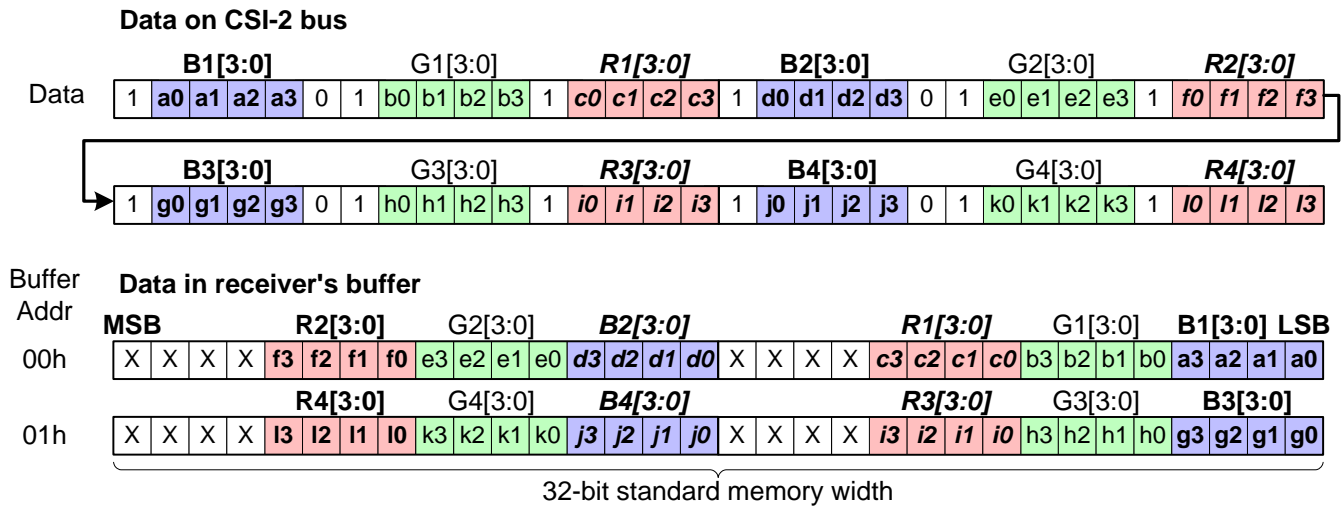 Data on CSI-2 bus
B1[3:0] G1[3:0] R1[3:0] B2[3:0] G2[3:0] R2[3:0]
Data 1 a0 a1 a2 a3 0 1 b0 b1 b2 b3 1 c0 c1 c2 c3 1 d0 d1 d2 d3 0 1 e0 e1 e2 e3 1 f0 f1 f2 f3
B3[3:0] G3[3:0] R3[3:0] B4[3:0] G4[3:0] R4[3:0]
1 g0 g1 g2 g3 0 1 h0 h1 h2 h3 1 i0 i1 i2 i3 1 j0 j1 j2 j3 0 1 k0 k1 k2 k3 1 l0 l1 l2 l3
Buffer
Addr
Data in receiver's buffer
MSB R2[3:0] G2[3:0] B2[3:0] R1[3:0] G1[3:0] B1[3:0] LSB
00h X X X X f3 f2 f1 f0 e3 e2 e1 e0 d3 d2 d1 d0 X X X X c3 c2 c1 c0 b3 b2 b1 b0 a3 a2 a1 a0
R4[3:0] G4[3:0] B4[3:0] R3[3:0] G3[3:0] B3[3:0]
01h X X X X l3 l2 l1 l0 k3 k2 k1 k0 j3 j2 j1 j0 X X X X i3 i2 i1 i0 h3 h2 h1 h0 g3 g2 g1 g0
32-bit standard memory width